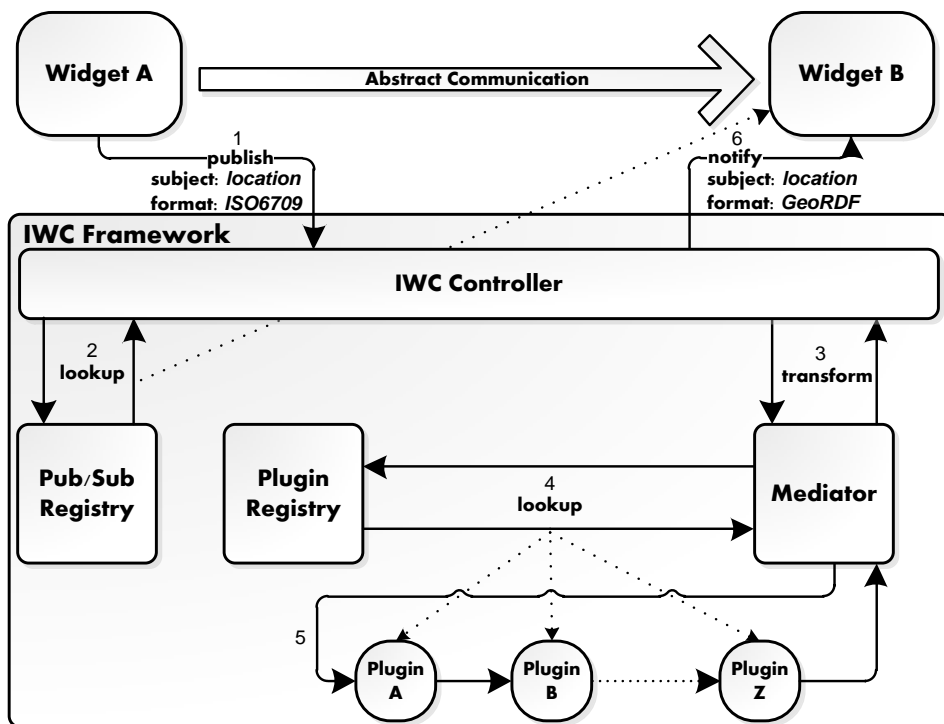 Widget A
Abstract Communication
Widget B
1
publish
subject: location
format: ISO6709
6
notify
subject: location
format: GeoRDF
IWC Framework
IWC Controller
2
lookup
3
transform
Pub/Sub
Registry
Plugin
Registry
4
lookup
Mediator
5
Plugin
A
Plugin
B
Plugin
Z